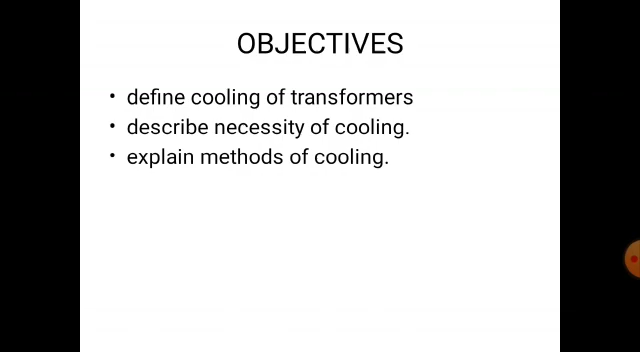 OBJECTIVES
• define cooling of transformers
• describe necessity of cooling.
• explain methods of cooling.